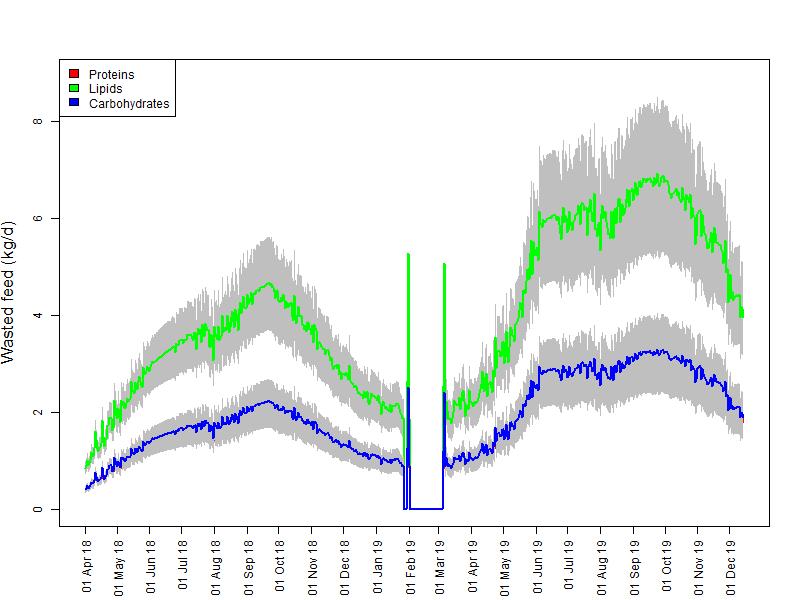 Proteins
Lipids
Carbohydrates
Wasted feed (kg/d)
8
6
4
2
0
01 Apr 18
01 May 18
01 Jun 18
01 Jul 18
01 Aug 18
01 Sep 18
01 Oct 18
01 Nov 18
01 Dec 18
01 Jan 19
01 Feb 19
01 Mar 19
01 Apr 19
01 May 19
01 Jun 19
01 Jul 19
01 Aug 19
01 Sep 19
01 Oct 19
01 Nov 19
01 Dec 19